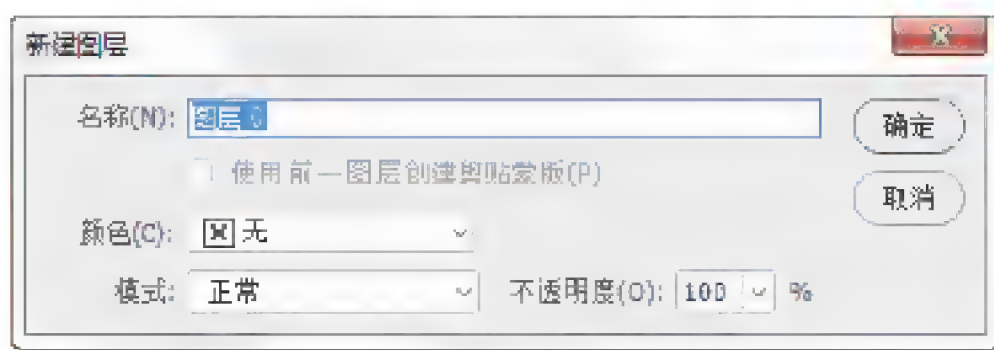 新建图层
名称(N): 图层 0 确定
使用前一图层创建剪贴蒙版(P)
取消
颜色(C): 无
模式: 正常 不透明度(O): 100 %